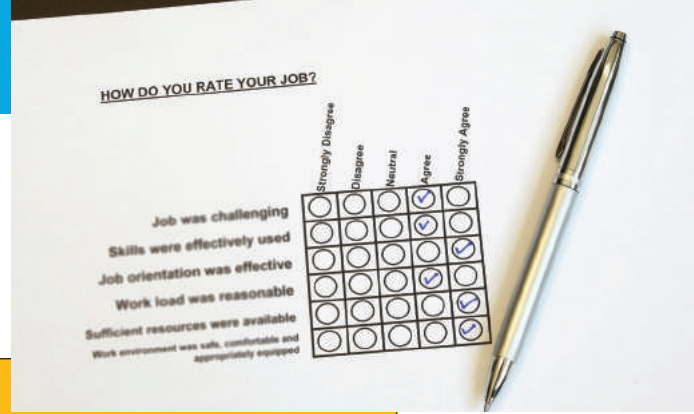 HOW DO YOU RATE YOUR JOB?
Strongly Disagree
Disagree
Neutral
Agree
Strongly Agree
Job was challenging
Skills were effectively used
Job orientation was effective
Work load was reasonable
Sufficient resources were available
Work environment was safe, comfortable and
appropriately equipped